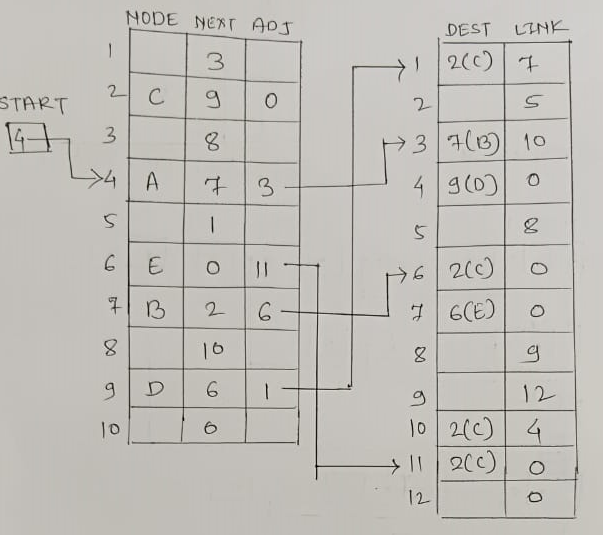 NODE NEXT ADJ
DEST LINK
1 3
1 2(C) 7
2 C 9 0
2 5
START
4
3 8
3 7(B) 10
4 A 7 3
4 9(D) 0
5 1
5 8
6 E 0 11
6 2(C) 0
7 B 2 6
7 6(E) 0
8 10
8 9
9 D 6 1
9 12
10 0
10 2(C) 4
11 2(C) 0
12 0